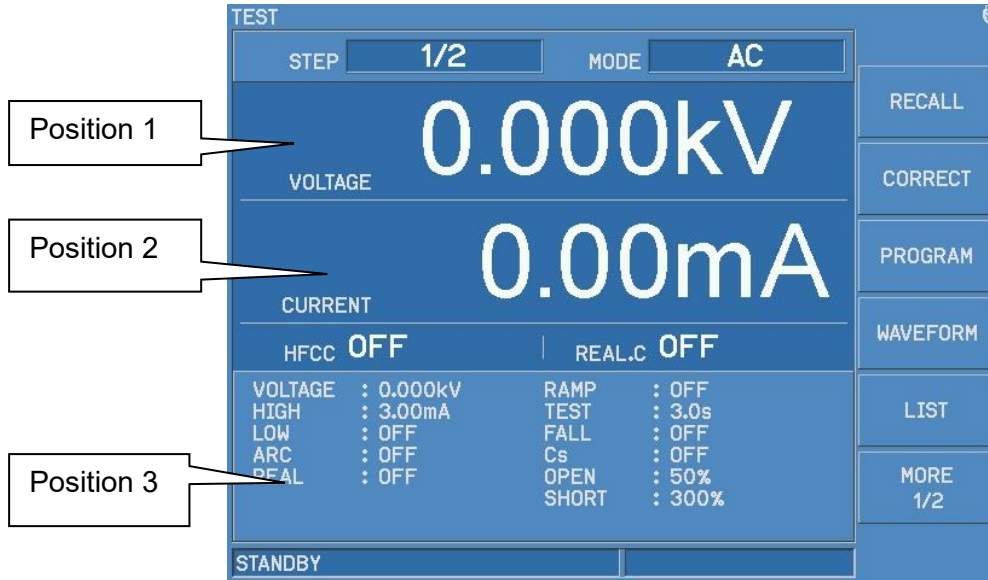 TEST
STEP 1/2 MODE AC
Position 1
0.000kV
VOLTAGE
Position 2
0.00mA
CURRENT
HFCC OFF REAL.C OFF
VOLTAGE : 0.000kV RAMP : OFF
HIGH : 3.00mA TEST : 3.0s
LOW : OFF FALL : OFF
ARC : OFF Cs : OFF
Position 3
REAL : OFF OPEN : 50%
SHORT : 300%
STANDBY
RECALL
CORRECT
PROGRAM
WAVEFORM
LIST
MORE
1/2